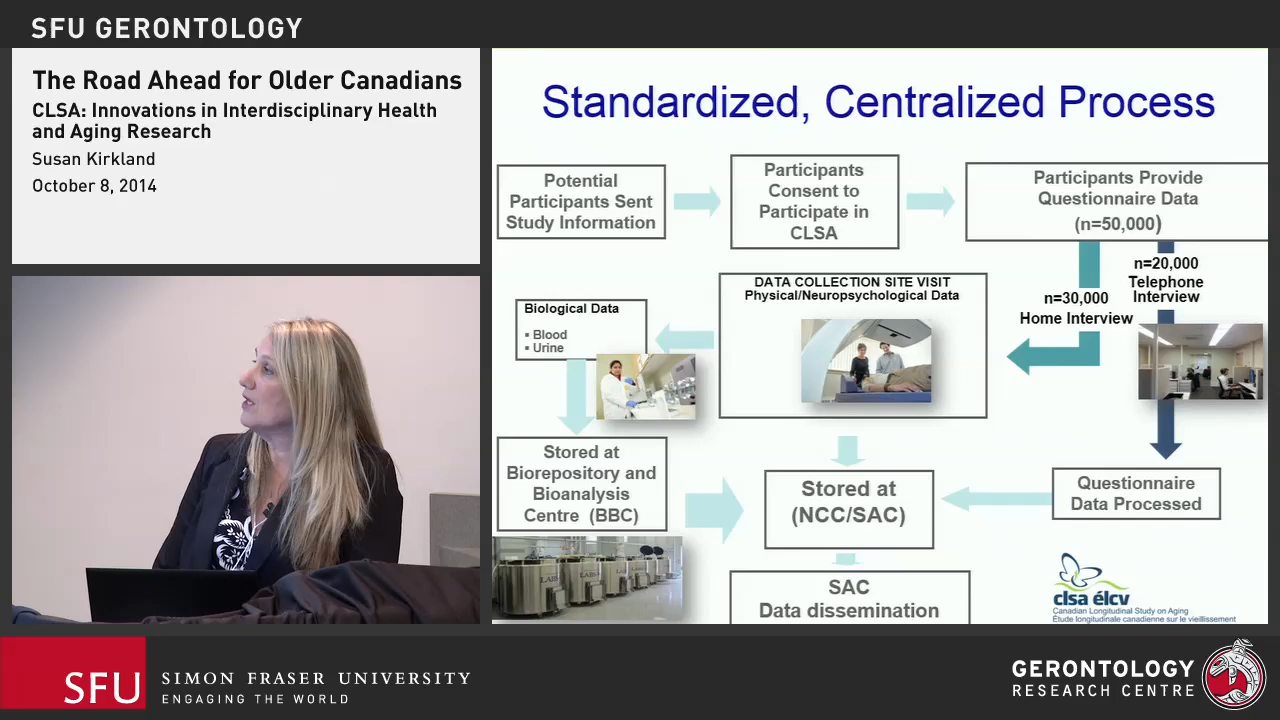 SFU GERONTOLOGY
The Road Ahead for Older Canadians
CLSA: Innovations in Interdisciplinary Health
and Aging Research
Susan Kirkland
October 8, 2014
Standardized, Centralized Process
Potential
Participants Sent
Study Information
Participants
Consent to
Participate in
CLSA
Participants Provide
Questionnaire Data
(n=50,000)
n=20,000
Telephone
Interview
n=30,000
Home Interview
DATA COLLECTION SITE VISIT
Physical/Neuropsychological Data
Biological Data
▪ Blood
▪ Urine
Stored at
Biorepository and
Bioanalysis
Centre (BBC)
Stored at
(NCC/SAC)
Questionnaire
Data Processed
SAC
Data dissemination
clsa élcv
Canadian Longitudinal Study on Aging
Étude longitudinale canadienne sur le vieillissement
SFU
SIMON FRASER UNIVERSITY
ENGAGING THE WORLD
GERONTOLOGY
RESEARCH CENTRE